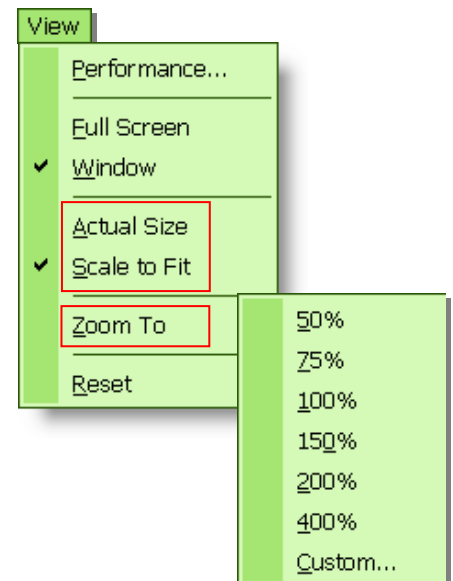 View
Performance...
Full Screen
Window
Actual Size
Scale to Fit
Zoom To
Reset
50%
75%
100%
150%
200%
400%
Custom...